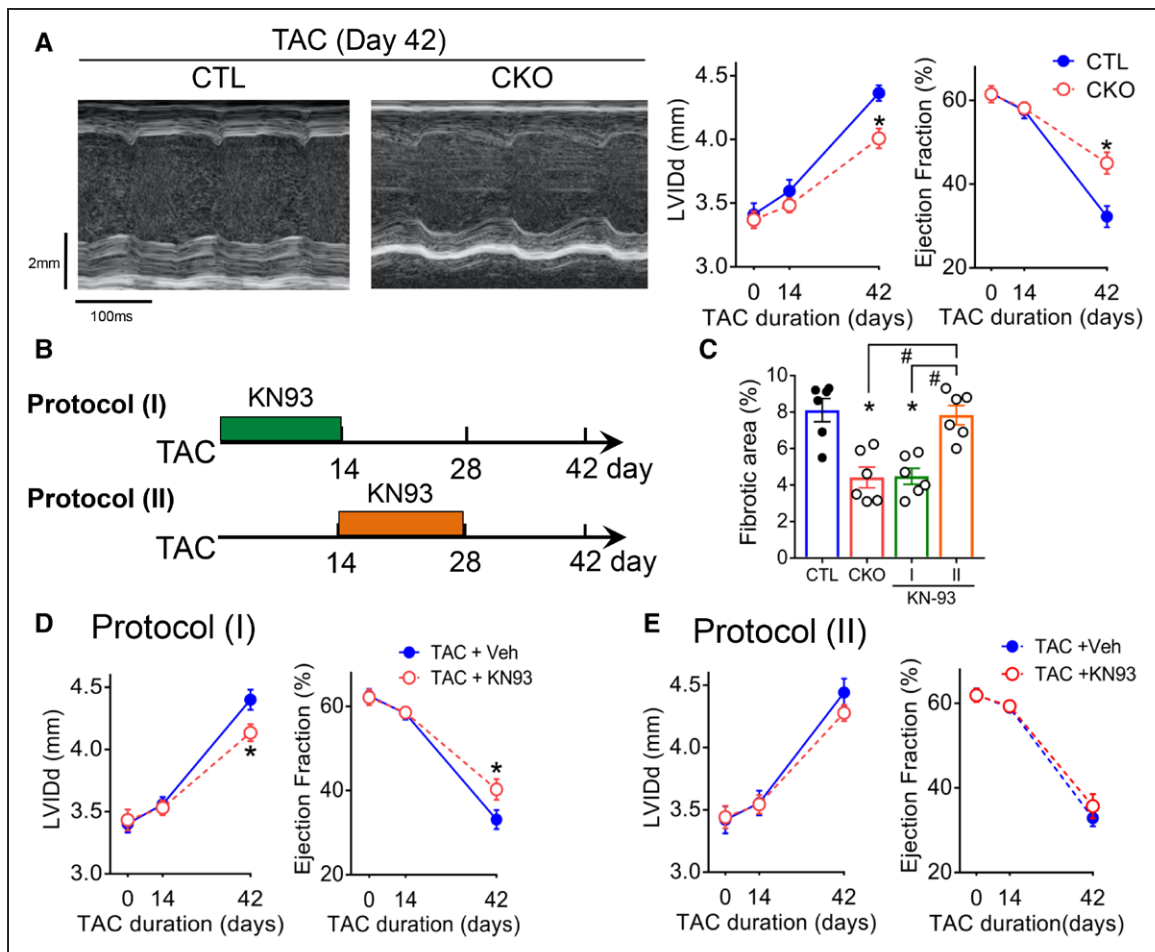 A
TAC (Day 42)
CTL
CKO
2mm
100ms
LVIDd (mm)
4.5
4.0
3.5
3.0
*
0 14 42
TAC duration (days)
CTL
CKO
Ejection Fraction (%)
60
40
20
*
0 14 42
TAC duration (days)
B
Protocol (I)
KN93
TAC
14 28 42 day
Protocol (II)
KN93
TAC
14 28 42 day
C
Fibrotic area (%)
10
8
6
4
2
0
#
#
* *
CTL CKO I II
KN-93
D Protocol (I)
LVIDd (mm)
4.5
4.0
3.5
3.0
*
0 14 42
TAC duration (days)
TAC + Veh
TAC + KN93
Ejection Fraction (%)
60
40
20
*
0 14 42
TAC duration (days)
E Protocol (II)
LVIDd (mm)
4.5
4.0
3.5
3.0
0 14 42
TAC duration (days)
TAC +Veh
TAC +KN93
Ejection Fraction (%)
60
40
20
0 14 42
TAC duration(days)